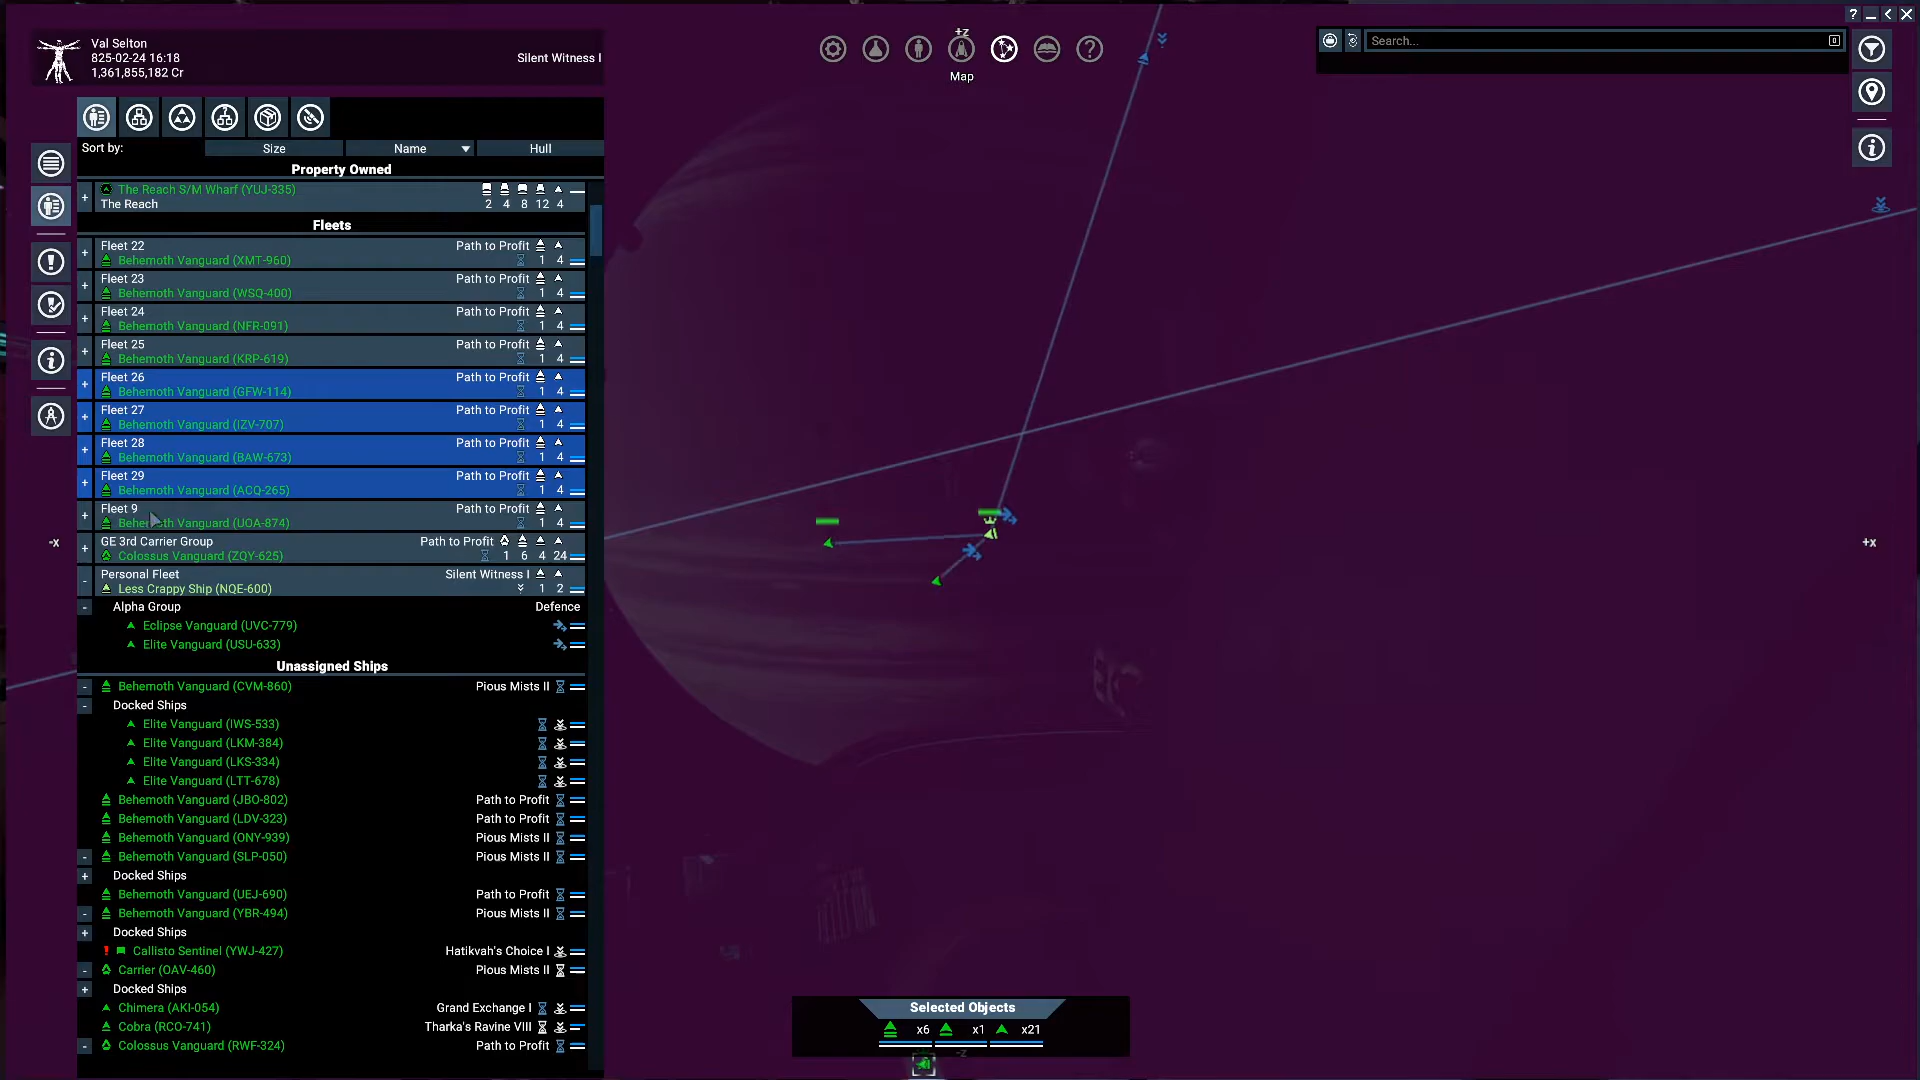 ? _ < X
Val Selton
825-02-24 16:18
1,361,855,182 Cr
Silent Witness I
+z
?
Map
Search...
0
Sort by:
Size
Name
Hull
Property Owned
+ The Reach S/M Wharf (YUJ-335)
The Reach
2 4 8 12 4
Fleets
+ Fleet 22 Path to Profit
Behemoth Vanguard (XMT-960) 1 4
+ Fleet 23 Path to Profit
Behemoth Vanguard (WSQ-400) 1 4
+ Fleet 24 Path to Profit
Behemoth Vanguard (NFR-091) 1 4
+ Fleet 25 Path to Profit
Behemoth Vanguard (KRP-619) 1 4
+ Fleet 26 Path to Profit
Behemoth Vanguard (GFW-114) 1 4
+ Fleet 27 Path to Profit
Behemoth Vanguard (IZV-707) 1 4
+ Fleet 28 Path to Profit
Behemoth Vanguard (BAW-673) 1 4
+ Fleet 29 Path to Profit
Behemoth Vanguard (ACQ-265) 1 4
+ Fleet 9 Path to Profit
Behemoth Vanguard (UOA-874) 1 4
+ GE 3rd Carrier Group Path to Profit
Colossus Vanguard (ZQY-625) 1 6 4 24
- Personal Fleet Silent Witness I
Less Crappy Ship (NQE-600) 1 2
- Alpha Group Defence
Eclipse Vanguard (UVC-779)
Elite Vanguard (USU-633)
Unassigned Ships
- Behemoth Vanguard (CVM-860) Pious Mists II
- Docked Ships
Elite Vanguard (IWS-533)
Elite Vanguard (LKM-384)
Elite Vanguard (LKS-334)
Elite Vanguard (LTT-678)
Behemoth Vanguard (JBO-802) Path to Profit
Behemoth Vanguard (LDV-323) Path to Profit
Behemoth Vanguard (ONY-939) Pious Mists II
- Behemoth Vanguard (SLP-050) Pious Mists II
+ Docked Ships
Behemoth Vanguard (UEJ-690) Path to Profit
- Behemoth Vanguard (YBR-494) Pious Mists II
+ Docked Ships
! Callisto Sentinel (YWJ-427) Hatikvah's Choice I
- Carrier (OAV-460) Pious Mists II
+ Docked Ships
Chimera (AKI-054) Grand Exchange I
Cobra (RCO-741) Tharka's Ravine VIII
- Colossus Vanguard (RWF-324) Path to Profit
-x
+x
Selected Objects
x6 x1 x21
-z